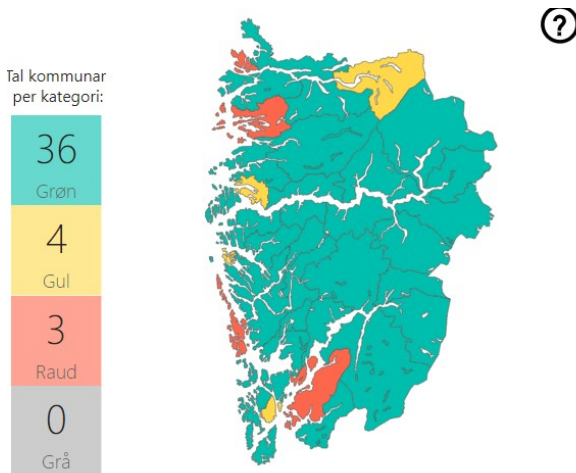 ?
Tal kommunar
per kategori:
36
Grøn
4
Gul
3
Raud
0
Grå